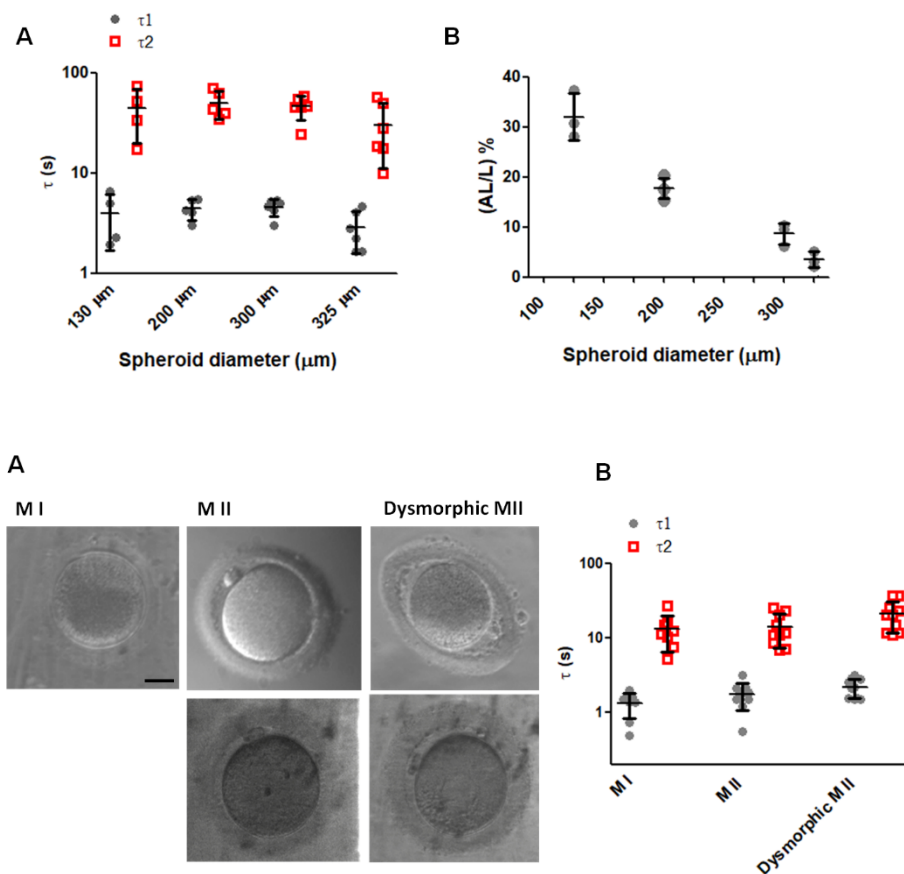 A
τ1
τ2
100
10
1
τ (s)
130 μm
200 μm
300 μm
325 μm
Spheroid diameter (μm)
B
40
30
20
10
0
(AL/L) %
100
150
200
250
300
Spheroid diameter (μm)
A
M I
M II
Dysmorphic MII
B
τ1
τ2
100
10
1
τ (s)
M I
M II
Dysmorphic M II